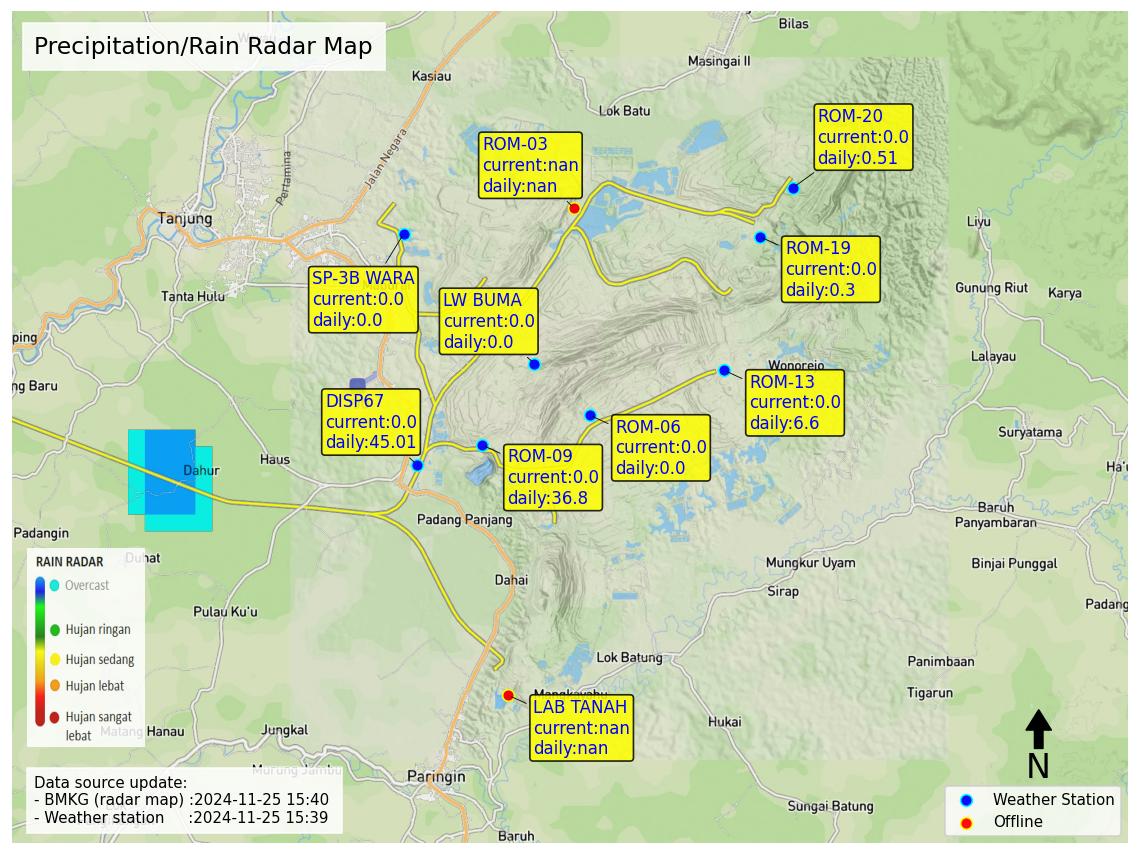 Precipitation/Rain Radar Map
Bilas
Masingai II
Kasiau
Lok Batu
Jalan Negara
Pertamina
Tanjung
Tanta Hulu
ping
ng Baru
ROM-20
current:0.0
daily:0.51
ROM-03
current:nan
daily:nan
ROM-19
current:0.0
daily:0.3
SP-3B WARA
current:0.0
daily:0.0
LW BUMA
current:0.0
daily:0.0
Liyu
Gunung Riut
Karya
Lalayau
Wonorejo
ROM-13
current:0.0
daily:6.6
DISP67
current:0.0
daily:45.01
ROM-06
current:0.0
daily:0.0
ROM-09
current:0.0
daily:36.8
Suryatama
Ha'u
Haus
Dahur
Padangin
Duhat
Padang Panjang
Baruh
Panyambaran
Mungkur Uyam
Binjai Punggal
Dahai
Sirap
Padang
Pulau Ku'u
RAIN RADAR
Overcast
Hujan ringan
Hujan sedang
Hujan lebat
Hujan sangat
lebat
Lok Batung
Panimbaan
Tigarun
Mangkayahu
LAB TANAH
current:nan
daily:nan
Hukai
Matang Hanau
Jungkal
Murung Jambu
Paringin
Sungai Batung
Baruh
N
Data source update:
- BMKG (radar map) :2024-11-25 15:40
- Weather station :2024-11-25 15:39
Weather Station
Offline